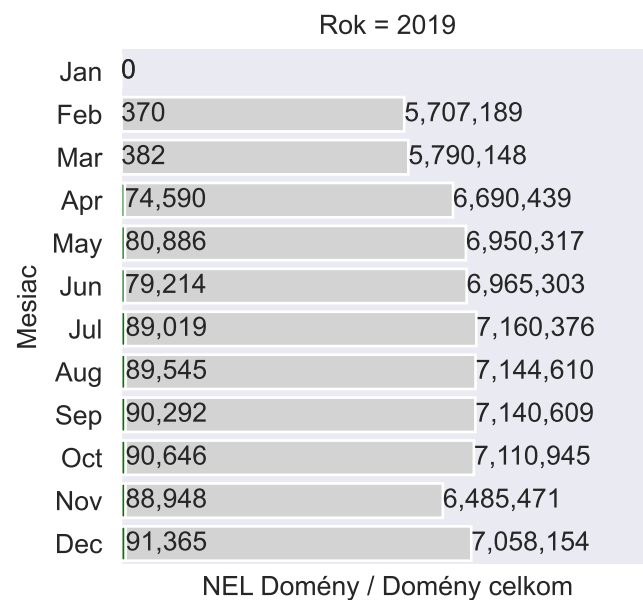 Rok = 2019
Jan 0
Feb 370 5,707,189
Mar 382 5,790,148
Apr 74,590 6,690,439
May 80,886 6,950,317
Jun 79,214 6,965,303
Jul 89,019 7,160,376
Aug 89,545 7,144,610
Sep 90,292 7,140,609
Oct 90,646 7,110,945
Nov 88,948 6,485,471
Dec 91,365 7,058,154
Mesiac
NEL Domény / Domény celkom